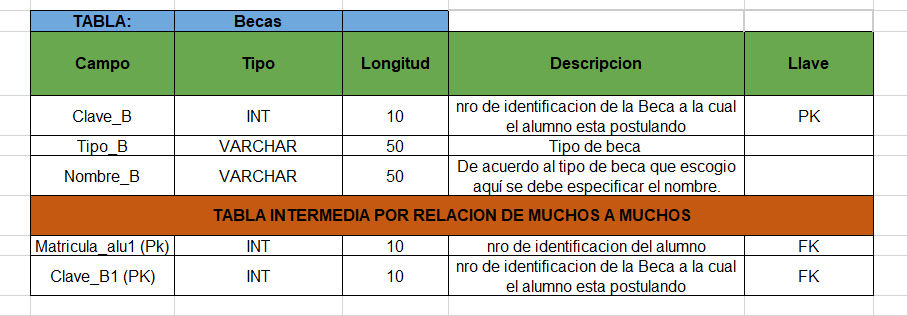 TABLA: Becas
Campo Tipo Longitud Descripcion Llave
Clave_B INT 10 nro de identificacion de la Beca a la cual PK
el alumno esta postulando
Tipo_B VARCHAR 50 Tipo de beca
Nombre_B VARCHAR 50 De acuerdo al tipo de beca que escogio
aquí se debe especificar el nombre.
TABLA INTERMEDIA POR RELACION DE MUCHOS A MUCHOS
Matricula_alu1 (Pk) INT 10 nro de identificacion del alumno FK
Clave_B1 (PK) INT 10 nro de identificacion de la Beca a la cual FK
el alumno esta postulando